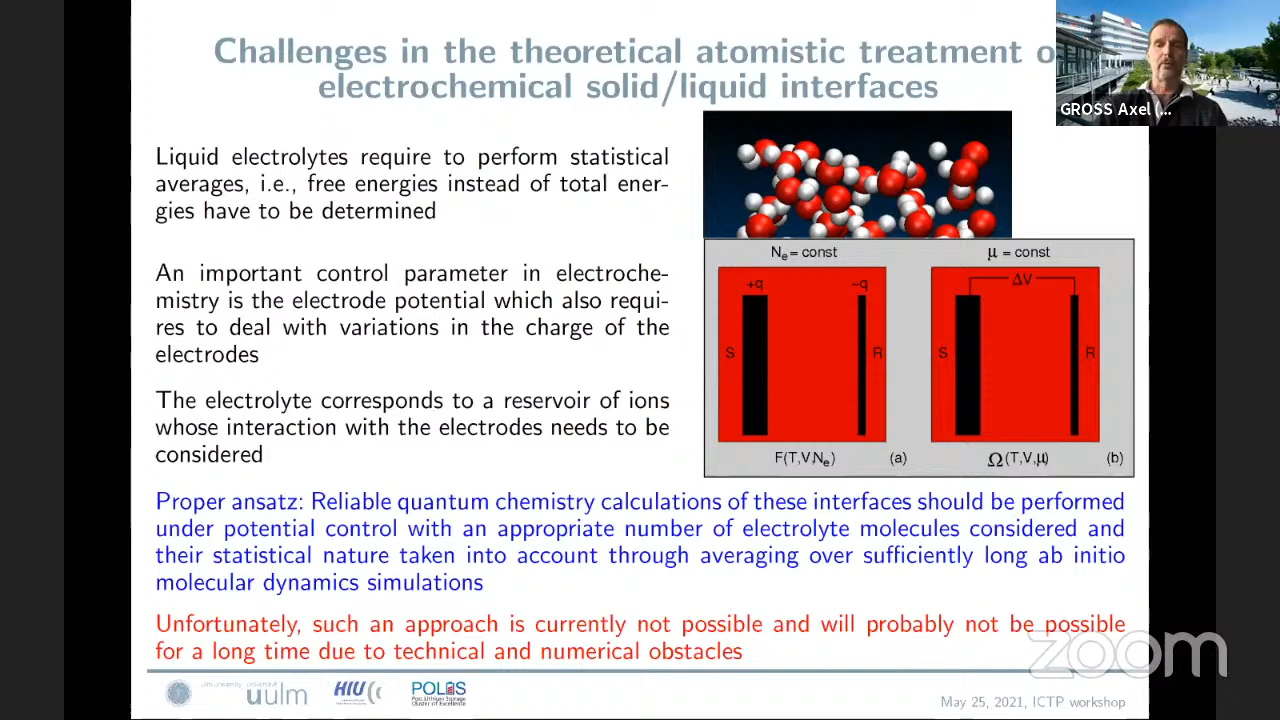 Challenges in the theoretical atomistic treatment o
electrochemical solid/liquid interfaces
GROSS Axel (...
Liquid electrolytes require to perform statistical
averages, i.e., free energies instead of total ener-
gies have to be determined
An important control parameter in electroche-
mistry is the electrode potential which also requi-
res to deal with variations in the charge of the
electrodes
The electrolyte corresponds to a reservoir of ions
whose interaction with the electrodes needs to be
considered
Nₑ = const
+q
−q
S
R
F(T,V,Nₑ)
(a)
μ = const
ΔV
S
R
Ω(T,V,μ)
(b)
Proper ansatz: Reliable quantum chemistry calculations of these interfaces should be performed
under potential control with an appropriate number of electrolyte molecules considered and
their statistical nature taken into account through averaging over sufficiently long ab initio
molecular dynamics simulations
Unfortunately, such an approach is currently not possible and will probably not be possible
for a long time due to technical and numerical obstacles
zoom
uulm
HIU
POLiS
Post Lithium Storage
Cluster of Excellence
May 25, 2021, ICTP workshop